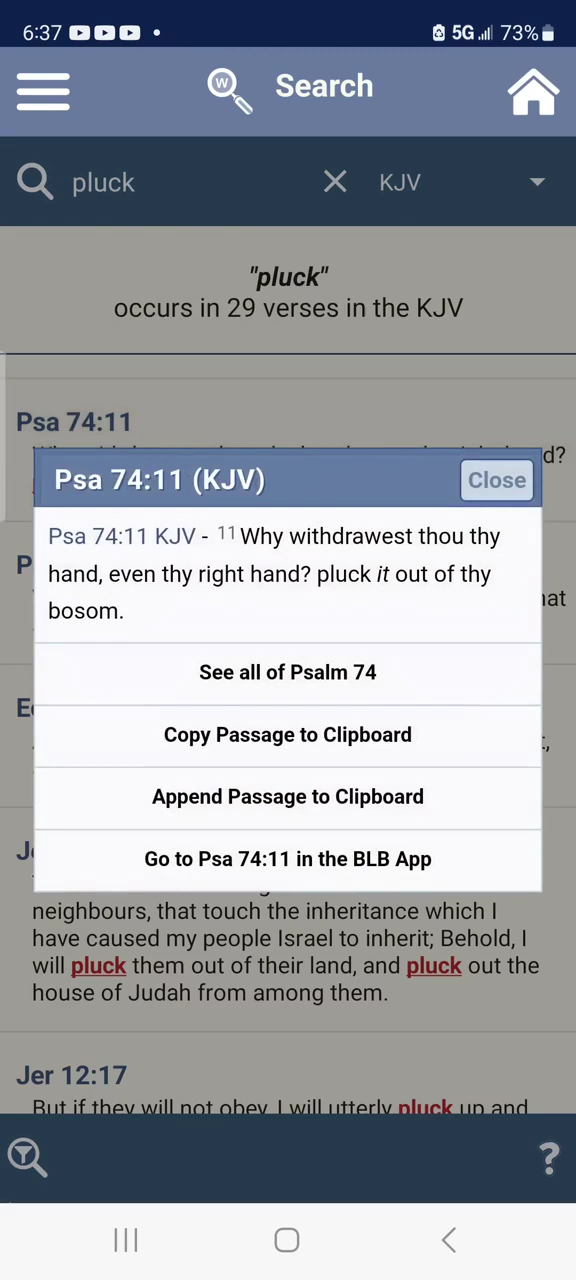 6:37
5G 73%
Search
pluck
KJV
"pluck"
occurs in 29 verses in the KJV
Psa 74:11
d?
Psa 74:11 (KJV)
Close
Psa 74:11 KJV - 11 Why withdrawest thou thy
hand, even thy right hand? pluck it out of thy
bosom.
P
hat
See all of Psalm 74
Copy Passage to Clipboard
Append Passage to Clipboard
Go to Psa 74:11 in the BLB App
neighbours, that touch the inheritance which I
have caused my people Israel to inherit; Behold, I
will pluck them out of their land, and pluck out the
house of Judah from among them.
Jer 12:17
But if they will not obey, I will utterly pluck up and
?